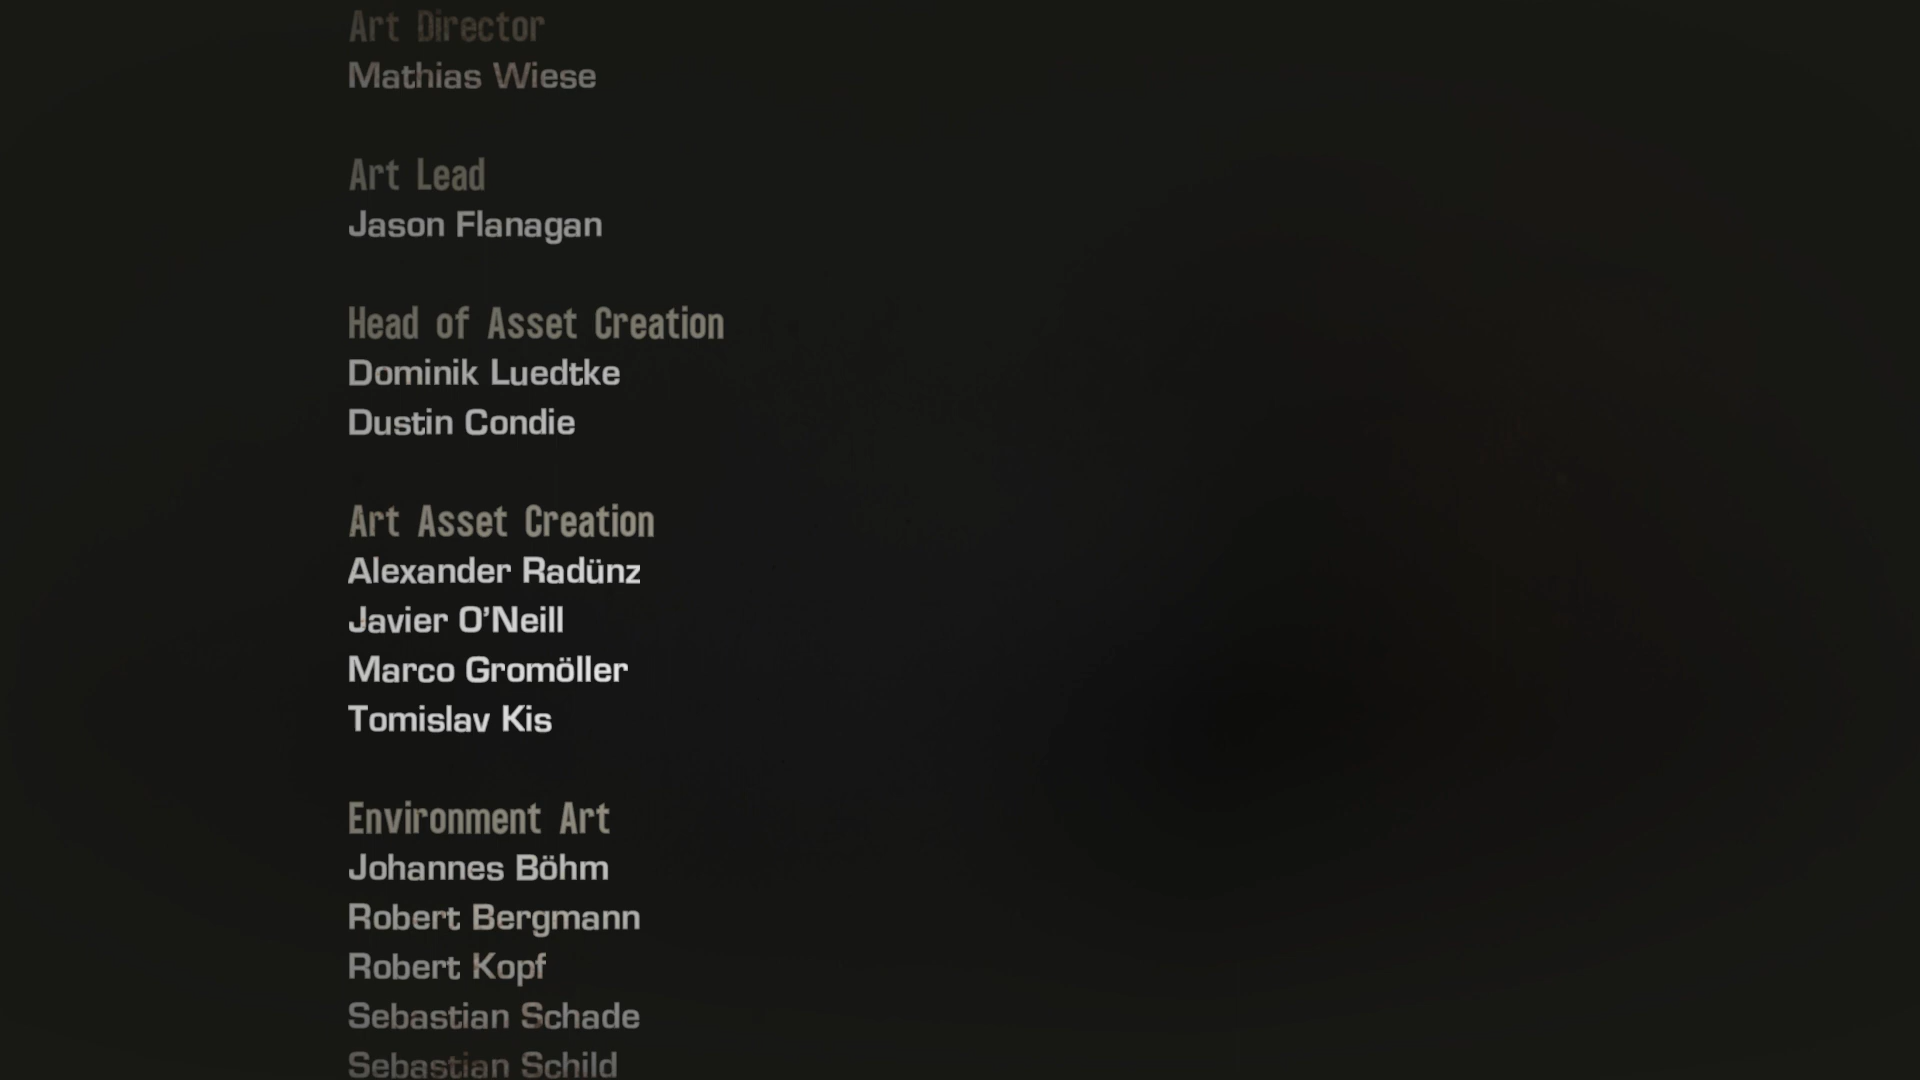 Art Director
Mathias Wiese
Art Lead
Jason Flanagan
Head of Asset Creation
Dominik Luedtke
Dustin Condie
Art Asset Creation
Alexander Radünz
Javier O’Neill
Marco Gromöller
Tomislav Kis
Environment Art
Johannes Böhm
Robert Bergmann
Robert Kopf
Sebastian Schade
Sebastian Schild